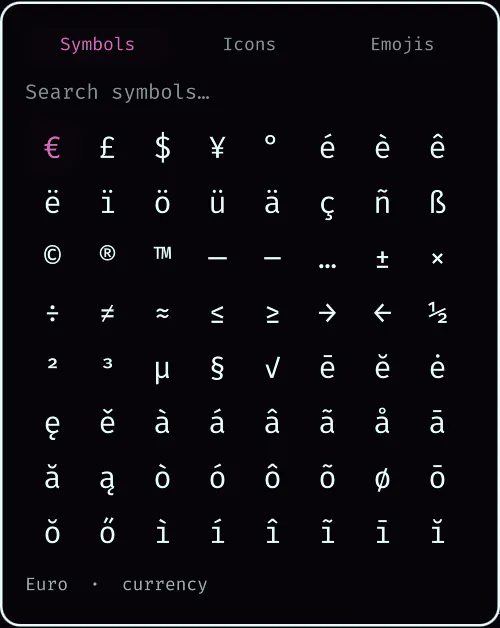 Symbols Icons Emojis
Search symbols…
€ £ $ ¥ ° é è ê
ë ï ö ü ä ç ñ ß
© ® ™ — – … ± ×
÷ ≠ ≈ ≤ ≥ → ← ½
² ³ µ § √ ē ĕ ė
ę ě à á â ã å ā
ă ą ò ó ô õ ø ō
ŏ ő ì í î ĩ ī ĭ
Euro · currency